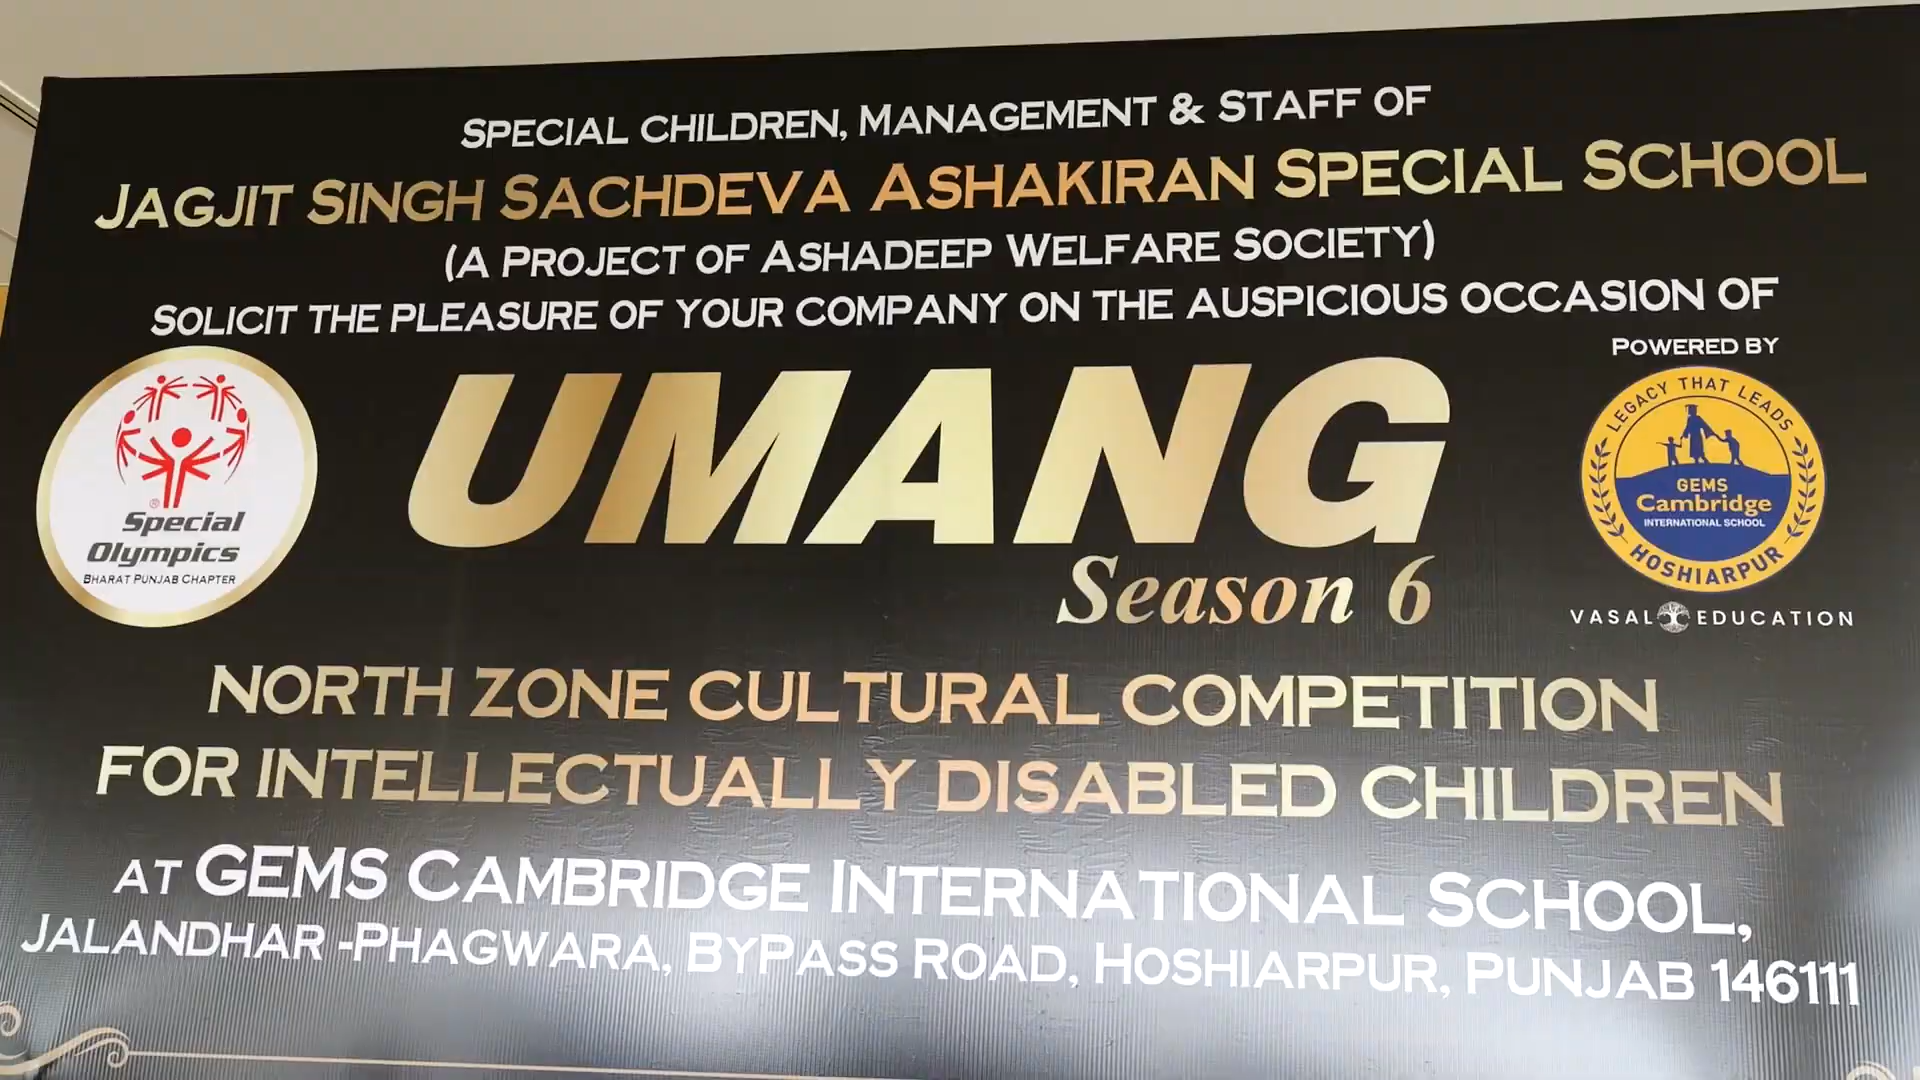 SPECIAL CHILDREN, MANAGEMENT & STAFF OF
JAGJIT SINGH SACHDEVA ASHAKIRAN SPECIAL SCHOOL
(A PROJECT OF ASHADEEP WELFARE SOCIETY)
SOLICIT THE PLEASURE OF YOUR COMPANY ON THE AUSPICIOUS OCCASION OF
POWERED BY
UMANG
Season 6
®
Special
Olympics
BHARAT PUNJAB CHAPTER
LEGACY THAT LEADS
GEMS
Cambridge
INTERNATIONAL SCHOOL
HOSHIARPUR
VASAL EDUCATION
NORTH ZONE CULTURAL COMPETITION
FOR INTELLECTUALLY DISABLED CHILDREN
AT GEMS CAMBRIDGE INTERNATIONAL SCHOOL,
JALANDHAR -PHAGWARA, BYPASS ROAD, HOSHIARPUR, PUNJAB 146111